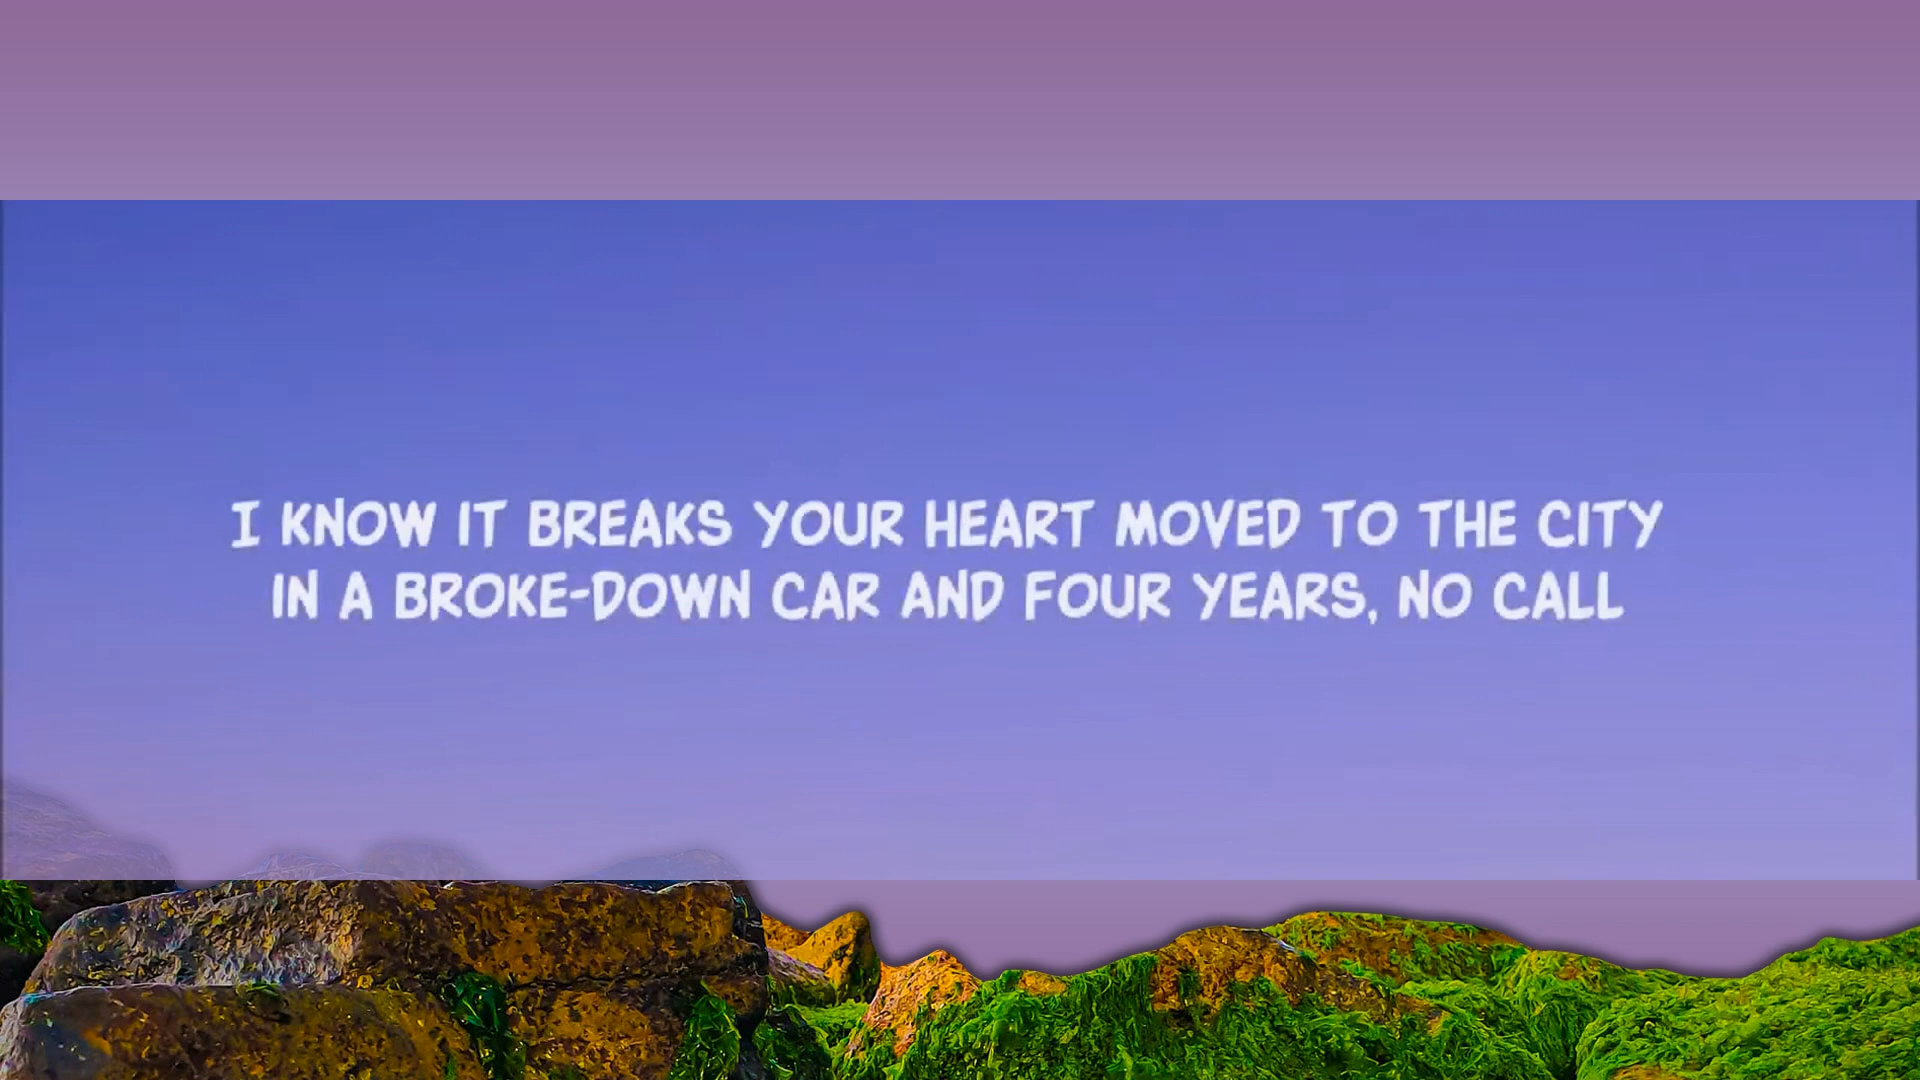 I KNOW IT BREAKS YOUR HEART MOVED TO THE CITY
IN A BROKE-DOWN CAR AND FOUR YEARS, NO CALL